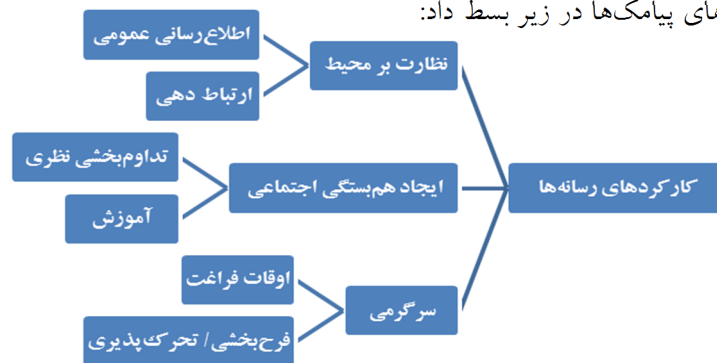 های پیامک‌ها در زیر بسط داد:
کارکردهای رسانه‌ها
نظارت بر محیط
اطلاع‌رسانی عمومی
ارتباط دهی
ایجاد هم‌بستگی اجتماعی
تداوم‌بخشی نظری
آموزش
سرگرمی
اوقات فراغت
فرح‌بخشی/ تحرک‌پذیری